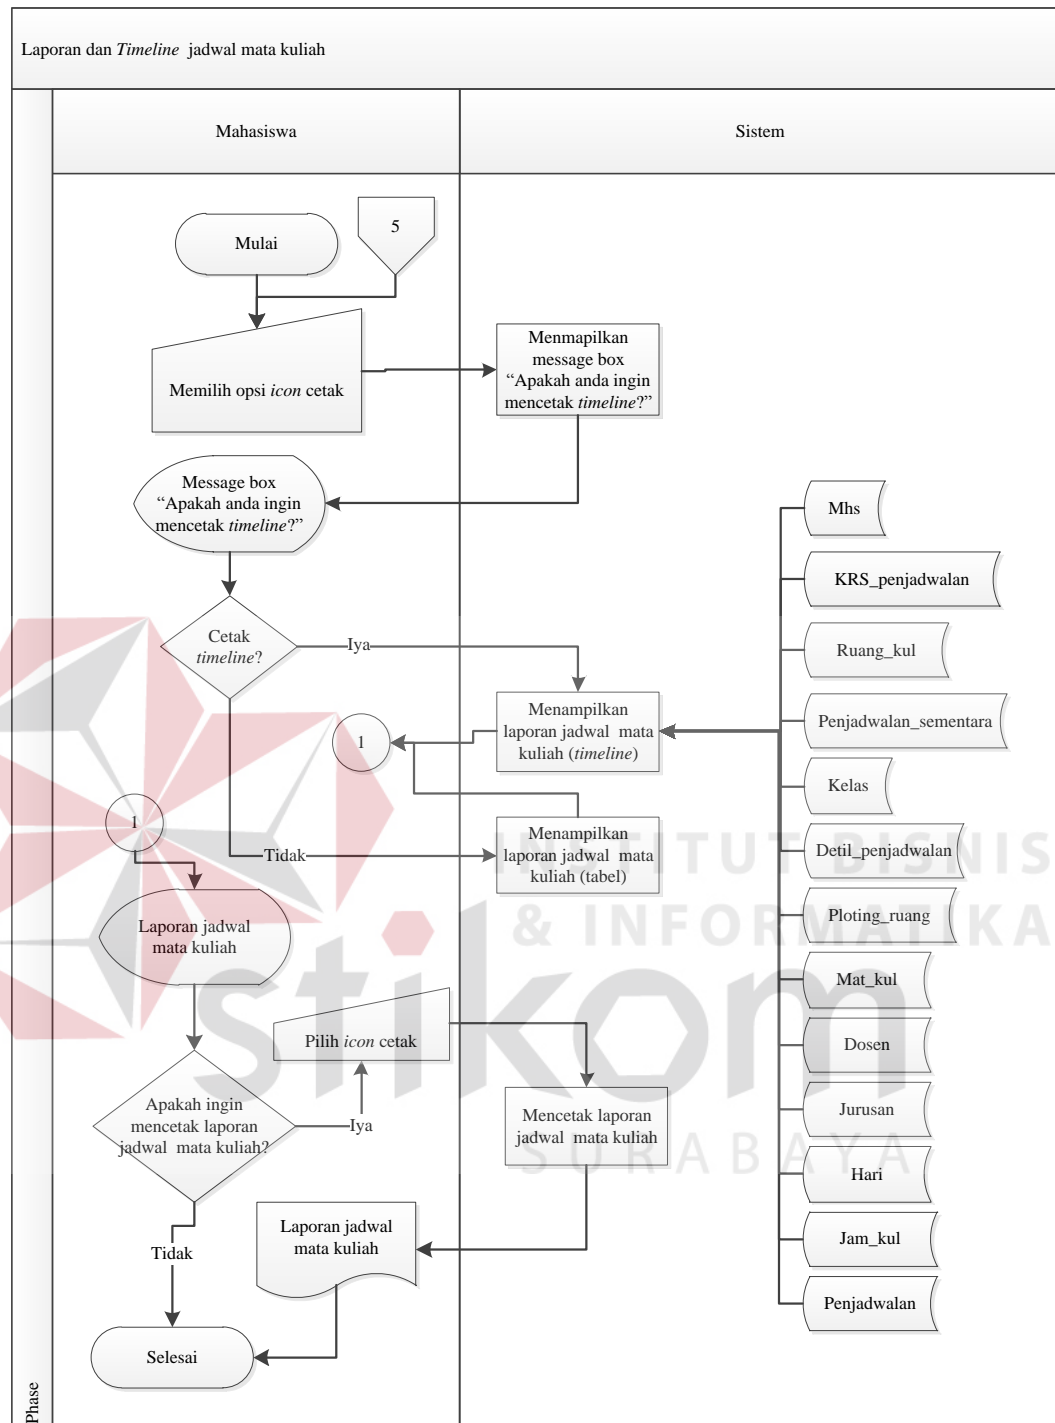 Laporan dan Timeline jadwal mata kuliah
Mahasiswa
Sistem
Mulai
5
Memilih opsi icon cetak
Menmapilkan
message box
“Apakah anda ingin
mencetak timeline?”
Message box
“Apakah anda ingin
mencetak timeline?”
Cetak
timeline?
Iya
Tidak
Menampilkan
laporan jadwal mata
kuliah (timeline)
1
Menampilkan
laporan jadwal mata
kuliah (tabel)
1
Laporan jadwal
mata kuliah
Pilih icon cetak
Apakah ingin
mencetak laporan
jadwal mata kuliah?
Iya
Tidak
Mencetak laporan
jadwal mata kuliah
Laporan jadwal
mata kuliah
Selesai
Mhs
KRS_penjadwalan
Ruang_kul
Penjadwalan_sementara
Kelas
Detil_penjadwalan
Ploting_ruang
Mat_kul
Dosen
Jurusan
Hari
Jam_kul
Penjadwalan
Phase
INSTITUT BISNIS
& INFORMATIKA
stikom
SURABAYA